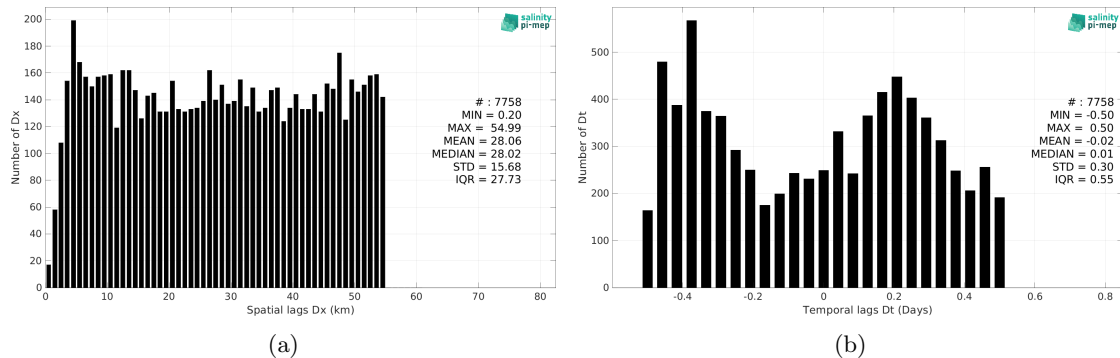 200
180
160
140
120
100
80
60
40
20
0
Number of Dx
0 10 20 30 40 50 60 70 80
Spatial lags Dx (km)
salinity
pi-mep
# : 7758
MIN = 0.20
MAX = 54.99
MEAN = 28.06
MEDIAN = 28.02
STD = 15.68
IQR = 27.73
(a)
500
400
300
200
100
0
Number of Dt
-0.4 -0.2 0 0.2 0.4 0.6 0.8
Temporal lags Dt (Days)
salinity
pi-mep
# : 7758
MIN = -0.50
MAX = 0.50
MEAN = -0.02
MEDIAN = 0.01
STD = 0.30
IQR = 0.55
(b)